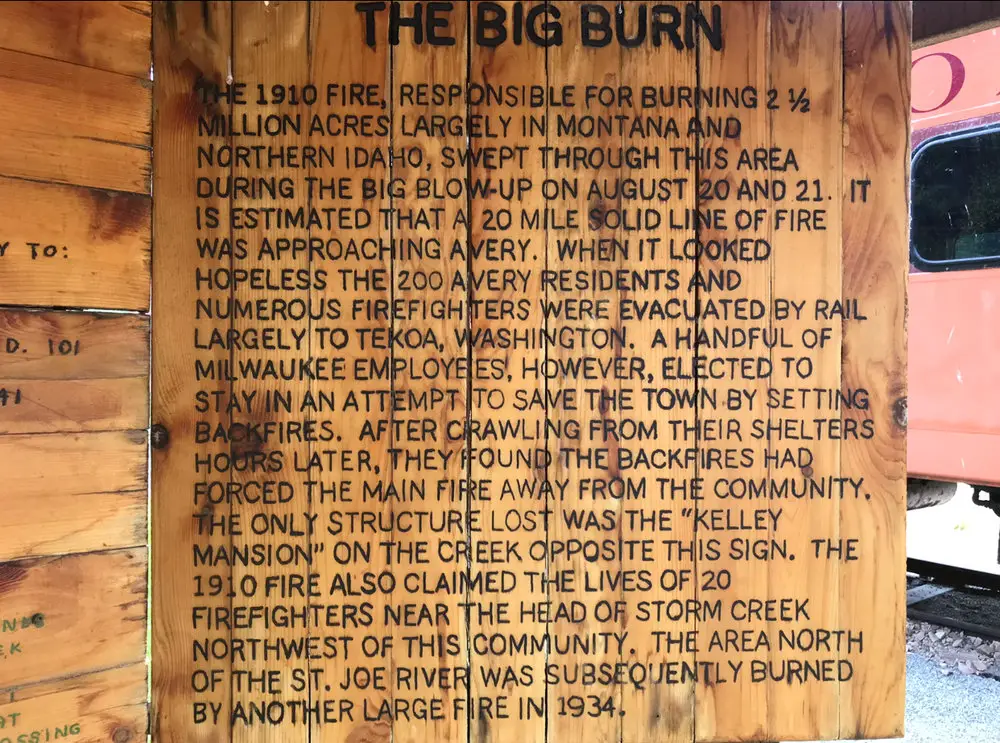 THE BIG BURN
THE 1910 FIRE, RESPONSIBLE FOR BURNING 2 ½
MILLION ACRES LARGELY IN MONTANA AND
NORTHERN IDAHO, SWEPT THROUGH THIS AREA
DURING THE BIG BLOW-UP ON AUGUST 20 AND 21. IT
IS ESTIMATED THAT A 20 MILE SOLID LINE OF FIRE
WAS APPROACHING AVERY. WHEN IT LOOKED
HOPELESS THE 200 AVERY RESIDENTS AND
NUMEROUS FIREFIGHTERS WERE EVACUATED BY RAIL
LARGELY TO TEKOA, WASHINGTON. A HANDFUL OF
MILWAUKEE EMPLOYEES, HOWEVER, ELECTED TO
STAY IN AN ATTEMPT TO SAVE THE TOWN BY SETTING
BACKFIRES. AFTER CRAWLING FROM THEIR SHELTERS
HOURS LATER, THEY FOUND THE BACKFIRES HAD
FORCED THE MAIN FIRE AWAY FROM THE COMMUNITY.
THE ONLY STRUCTURE LOST WAS THE "KELLEY
MANSION" ON THE CREEK OPPOSITE THIS SIGN. THE
1910 FIRE ALSO CLAIMED THE LIVES OF 20
FIREFIGHTERS NEAR THE HEAD OF STORM CREEK
NORTHWEST OF THIS COMMUNITY. THE AREA NORTH
OF THE ST. JOE RIVER WAS SUBSEQUENTLY BURNED
BY ANOTHER LARGE FIRE IN 1934.
TO:
D. 101